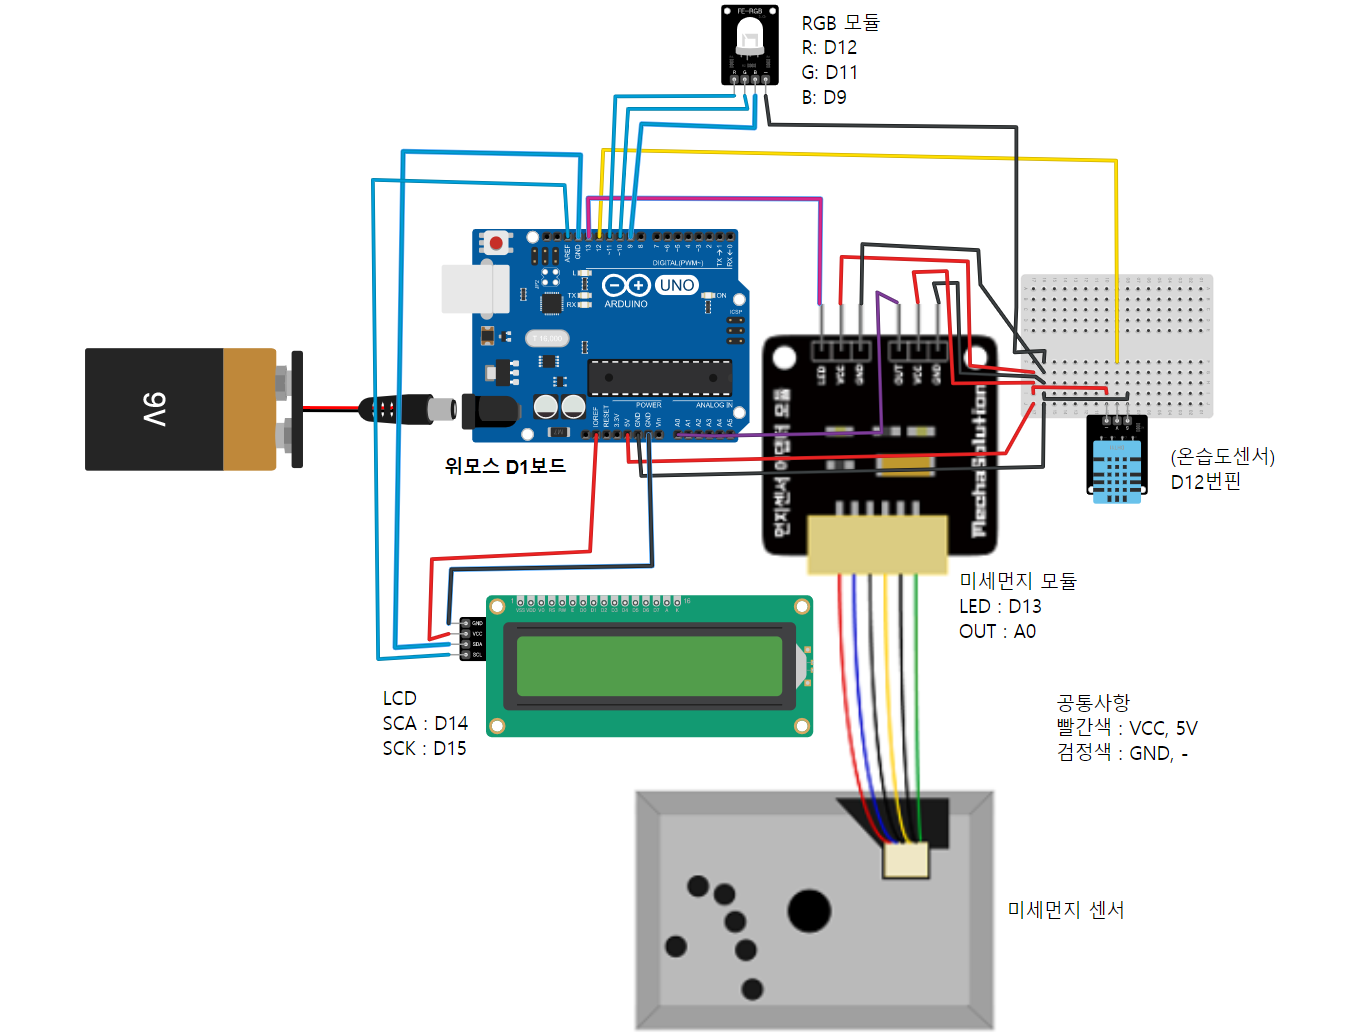 FE-RGB
R G B -
RGB 모듈
R: D12
G: D11
B: D9
AREF
GND
13
12
~11
~10
~9
8
7
~6
~5
4
~3
2
TX→1
RX←0
DIGITAL(PWM~)
L
TX
RX
UNO
ARDUINO
ON
ICSP
T 16.000
POWER
ANALOG IN
IOREF
RESET
3.3V
5V
GND
GND
Vin
A0
A1
A2
A3
A4
A5
9V
위모스 D1보드
LED
VCC
GND
OUT
VCC
GND
먼지센서 어댑터 모듈
MechaSolution
(온습도센서)
D12번핀
미세먼지 모듈
LED : D13
OUT : A0
1
16
GND
VCC
SDA
SCL
LCD
SCA : D14
SCK : D15
공통사항
빨간색 : VCC, 5V
검정색 : GND, -
미세먼지 센서